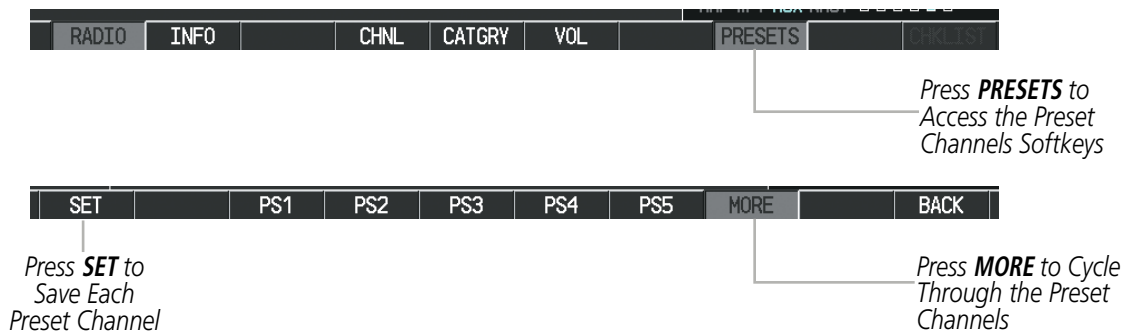 RADIO INFO CHNL CATGRY VOL PRESETS CHKLIST
Press PRESETS to
Access the Preset
Channels Softkeys
SET PS1 PS2 PS3 PS4 PS5 MORE BACK
Press SET to
Save Each
Preset Channel
Press MORE to Cycle
Through the Preset
Channels